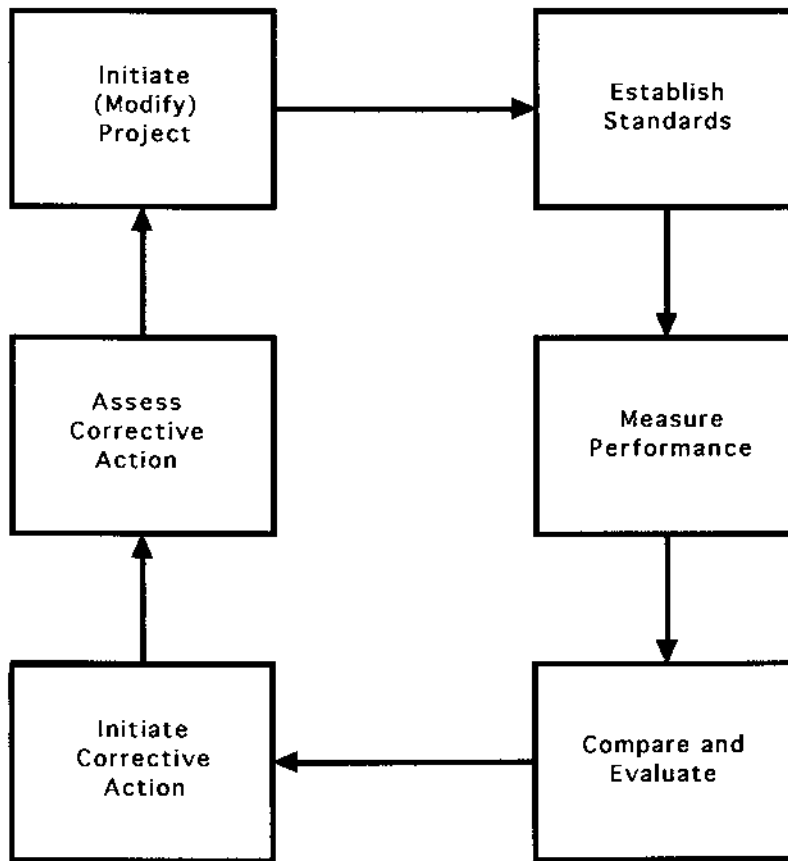 Initiate
(Modify)
Project
Establish
Standards
Assess
Corrective
Action
Measure
Performance
Initiate
Corrective
Action
Compare and
Evaluate